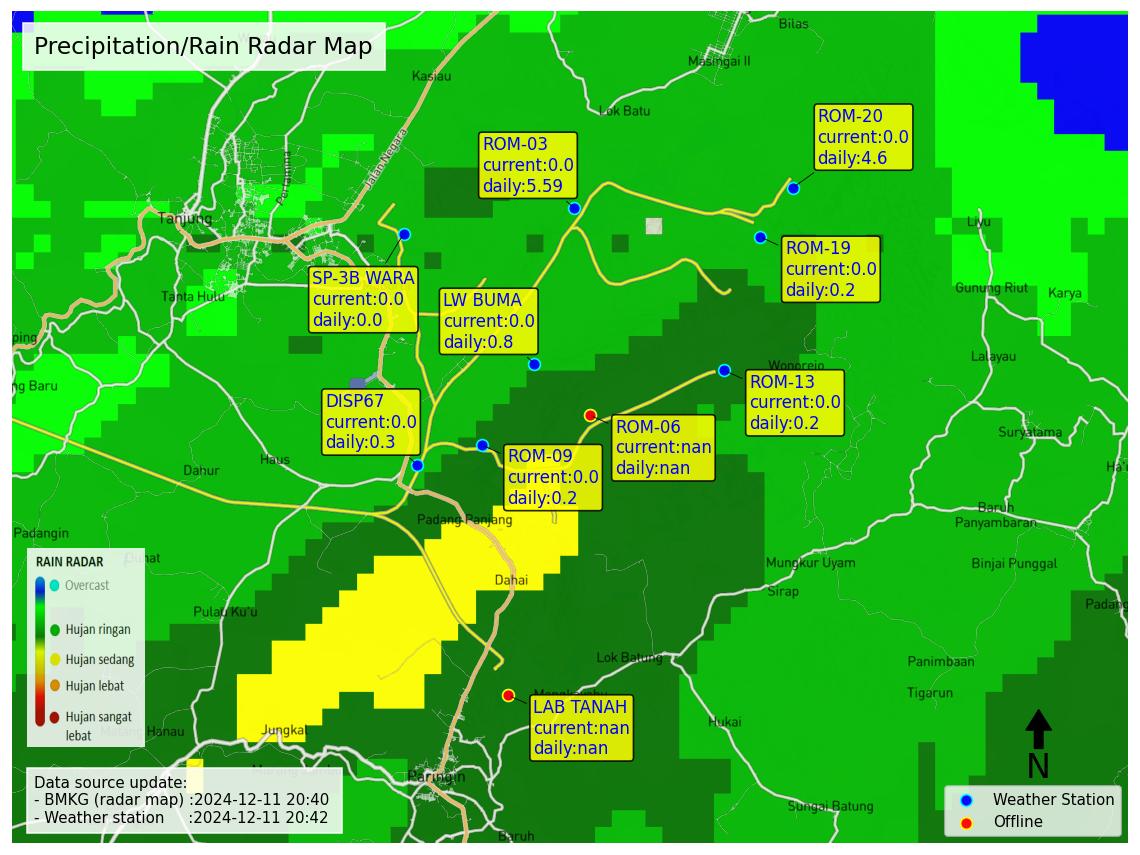 Precipitation/Rain Radar Map
Bilas
Masingai II
Kasiau
Lok Batu
Jalan Negara
Pertamina
Tanjung
Tanta Hulu
ROM-03
current:0.0
daily:5.59
ROM-20
current:0.0
daily:4.6
ROM-19
current:0.0
daily:0.2
SP-3B WARA
current:0.0
daily:0.0
LW BUMA
current:0.0
daily:0.8
Liyu
Gunung Riut
Karya
Lalayau
Wonorejo
ping
ng Baru
DISP67
current:0.0
daily:0.3
ROM-13
current:0.0
daily:0.2
ROM-06
current:nan
daily:nan
ROM-09
current:0.0
daily:0.2
Suryatama
Haus
Dahur
Padang Panjang
Baruh
Panyambaran
Padangin
Dahai
Mungkur Uyam
Binjai Punggal
Sirap
Padang
Pulau Ku'u
Lok Batung
Panimbaan
Tigarun
RAIN RADAR
Overcast
Hujan ringan
Hujan sedang
Hujan lebat
Hujan sangat
lebat
LAB TANAH
current:nan
daily:nan
Hukai
Jungkat
Hanau
Paringin
Sungai Batung
Baruh
N
Data source update:
- BMKG (radar map) :2024-12-11 20:40
- Weather station :2024-12-11 20:42
Weather Station
Offline